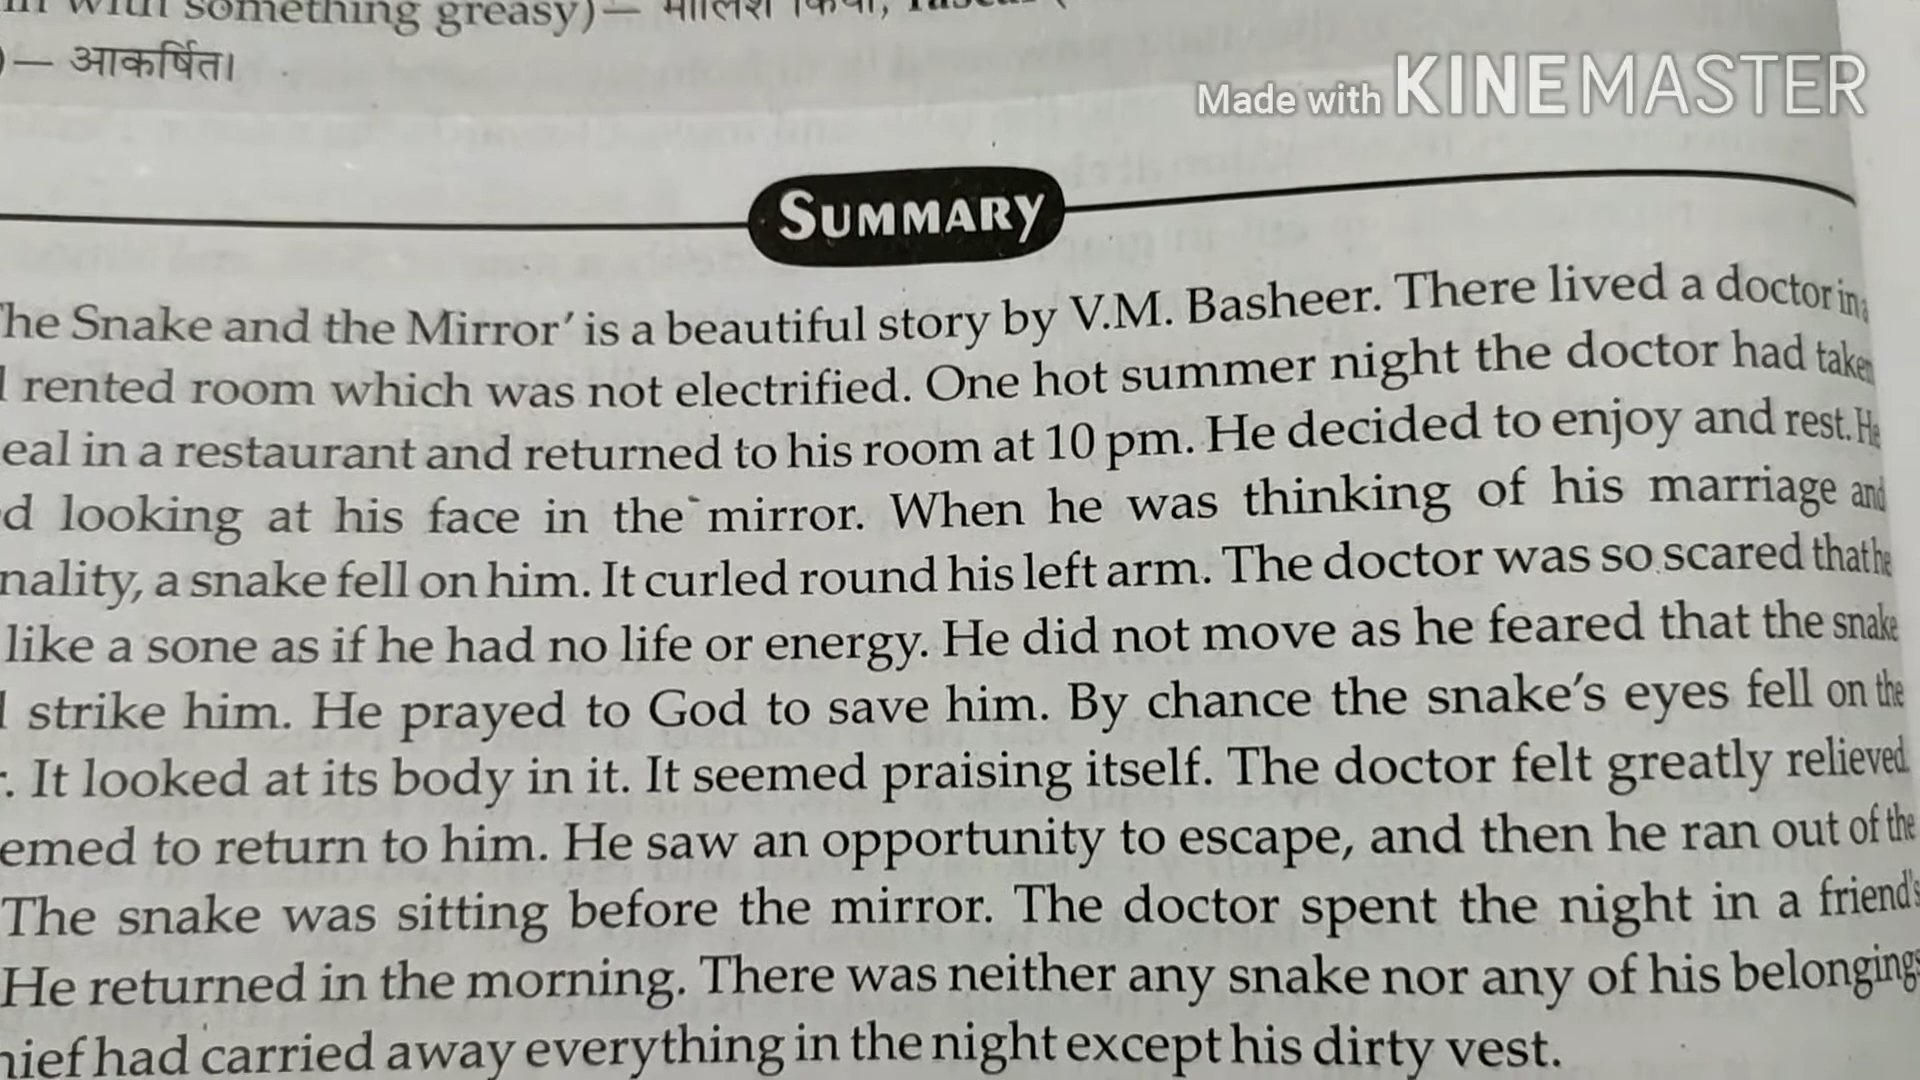 with something greasy)— मालिश किया,
)— आकर्षित।
Made with KINEMASTER
SUMMARY
The Snake and the Mirror' is a beautiful story by V.M. Basheer. There lived a doctor in a
rented room which was not electrified. One hot summer night the doctor had taken
eal in a restaurant and returned to his room at 10 pm. He decided to enjoy and rest. He
d looking at his face in the mirror. When he was thinking of his marriage and
nality, a snake fell on him. It curled round his left arm. The doctor was so scared that he
like a sone as if he had no life or energy. He did not move as he feared that the snake
strike him. He prayed to God to save him. By chance the snake's eyes fell on the
. It looked at its body in it. It seemed praising itself. The doctor felt greatly relieved.
emed to return to him. He saw an opportunity to escape, and then he ran out of the
The snake was sitting before the mirror. The doctor spent the night in a friend's
He returned in the morning. There was neither any snake nor any of his belongings
hief had carried away everything in the night except his dirty vest.